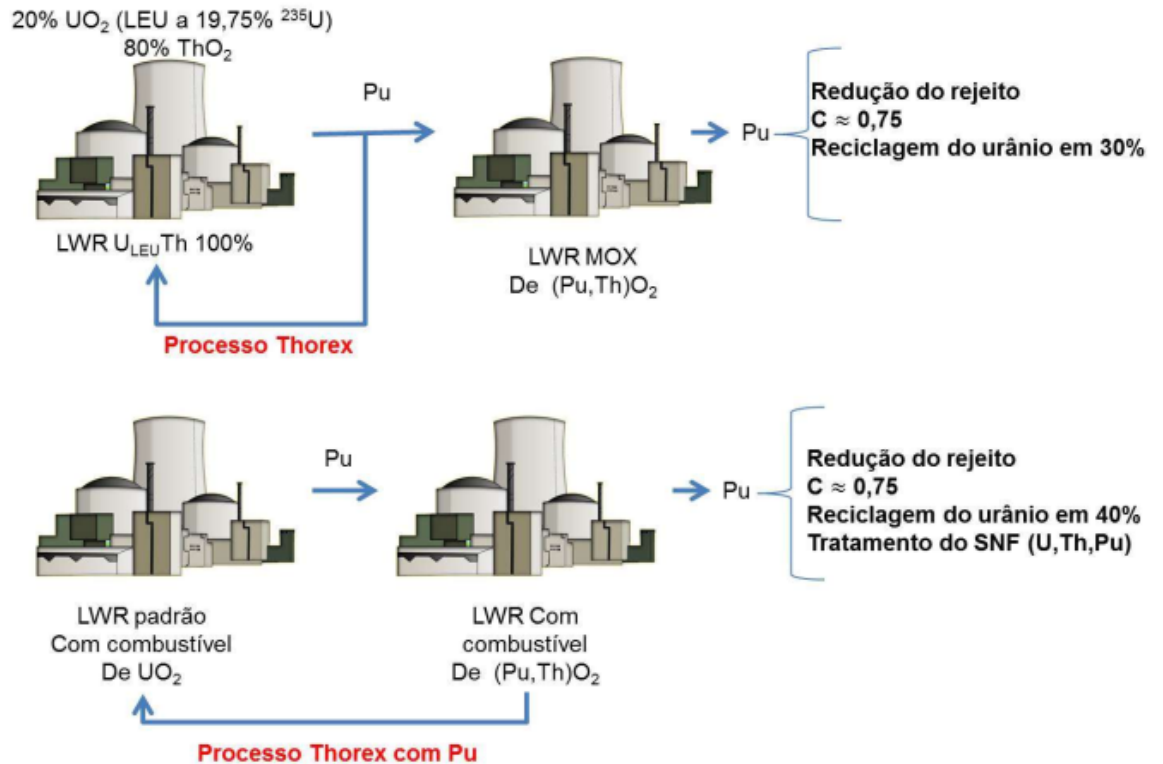 20% UO₂ (LEU a 19,75% ²³⁵U)
80% ThO₂
Pu
LWR U_LEUTh 100%
Processo Thorex
LWR MOX
De (Pu,Th)O₂
Pu
Redução do rejeito
C ≈ 0,75
Reciclagem do urânio em 30%
Pu
LWR padrão
Com combustível
De UO₂
LWR Com
combustível
De (Pu,Th)O₂
Processo Thorex com Pu
Pu
Redução do rejeito
C ≈ 0,75
Reciclagem do urânio em 40%
Tratamento do SNF (U,Th,Pu)